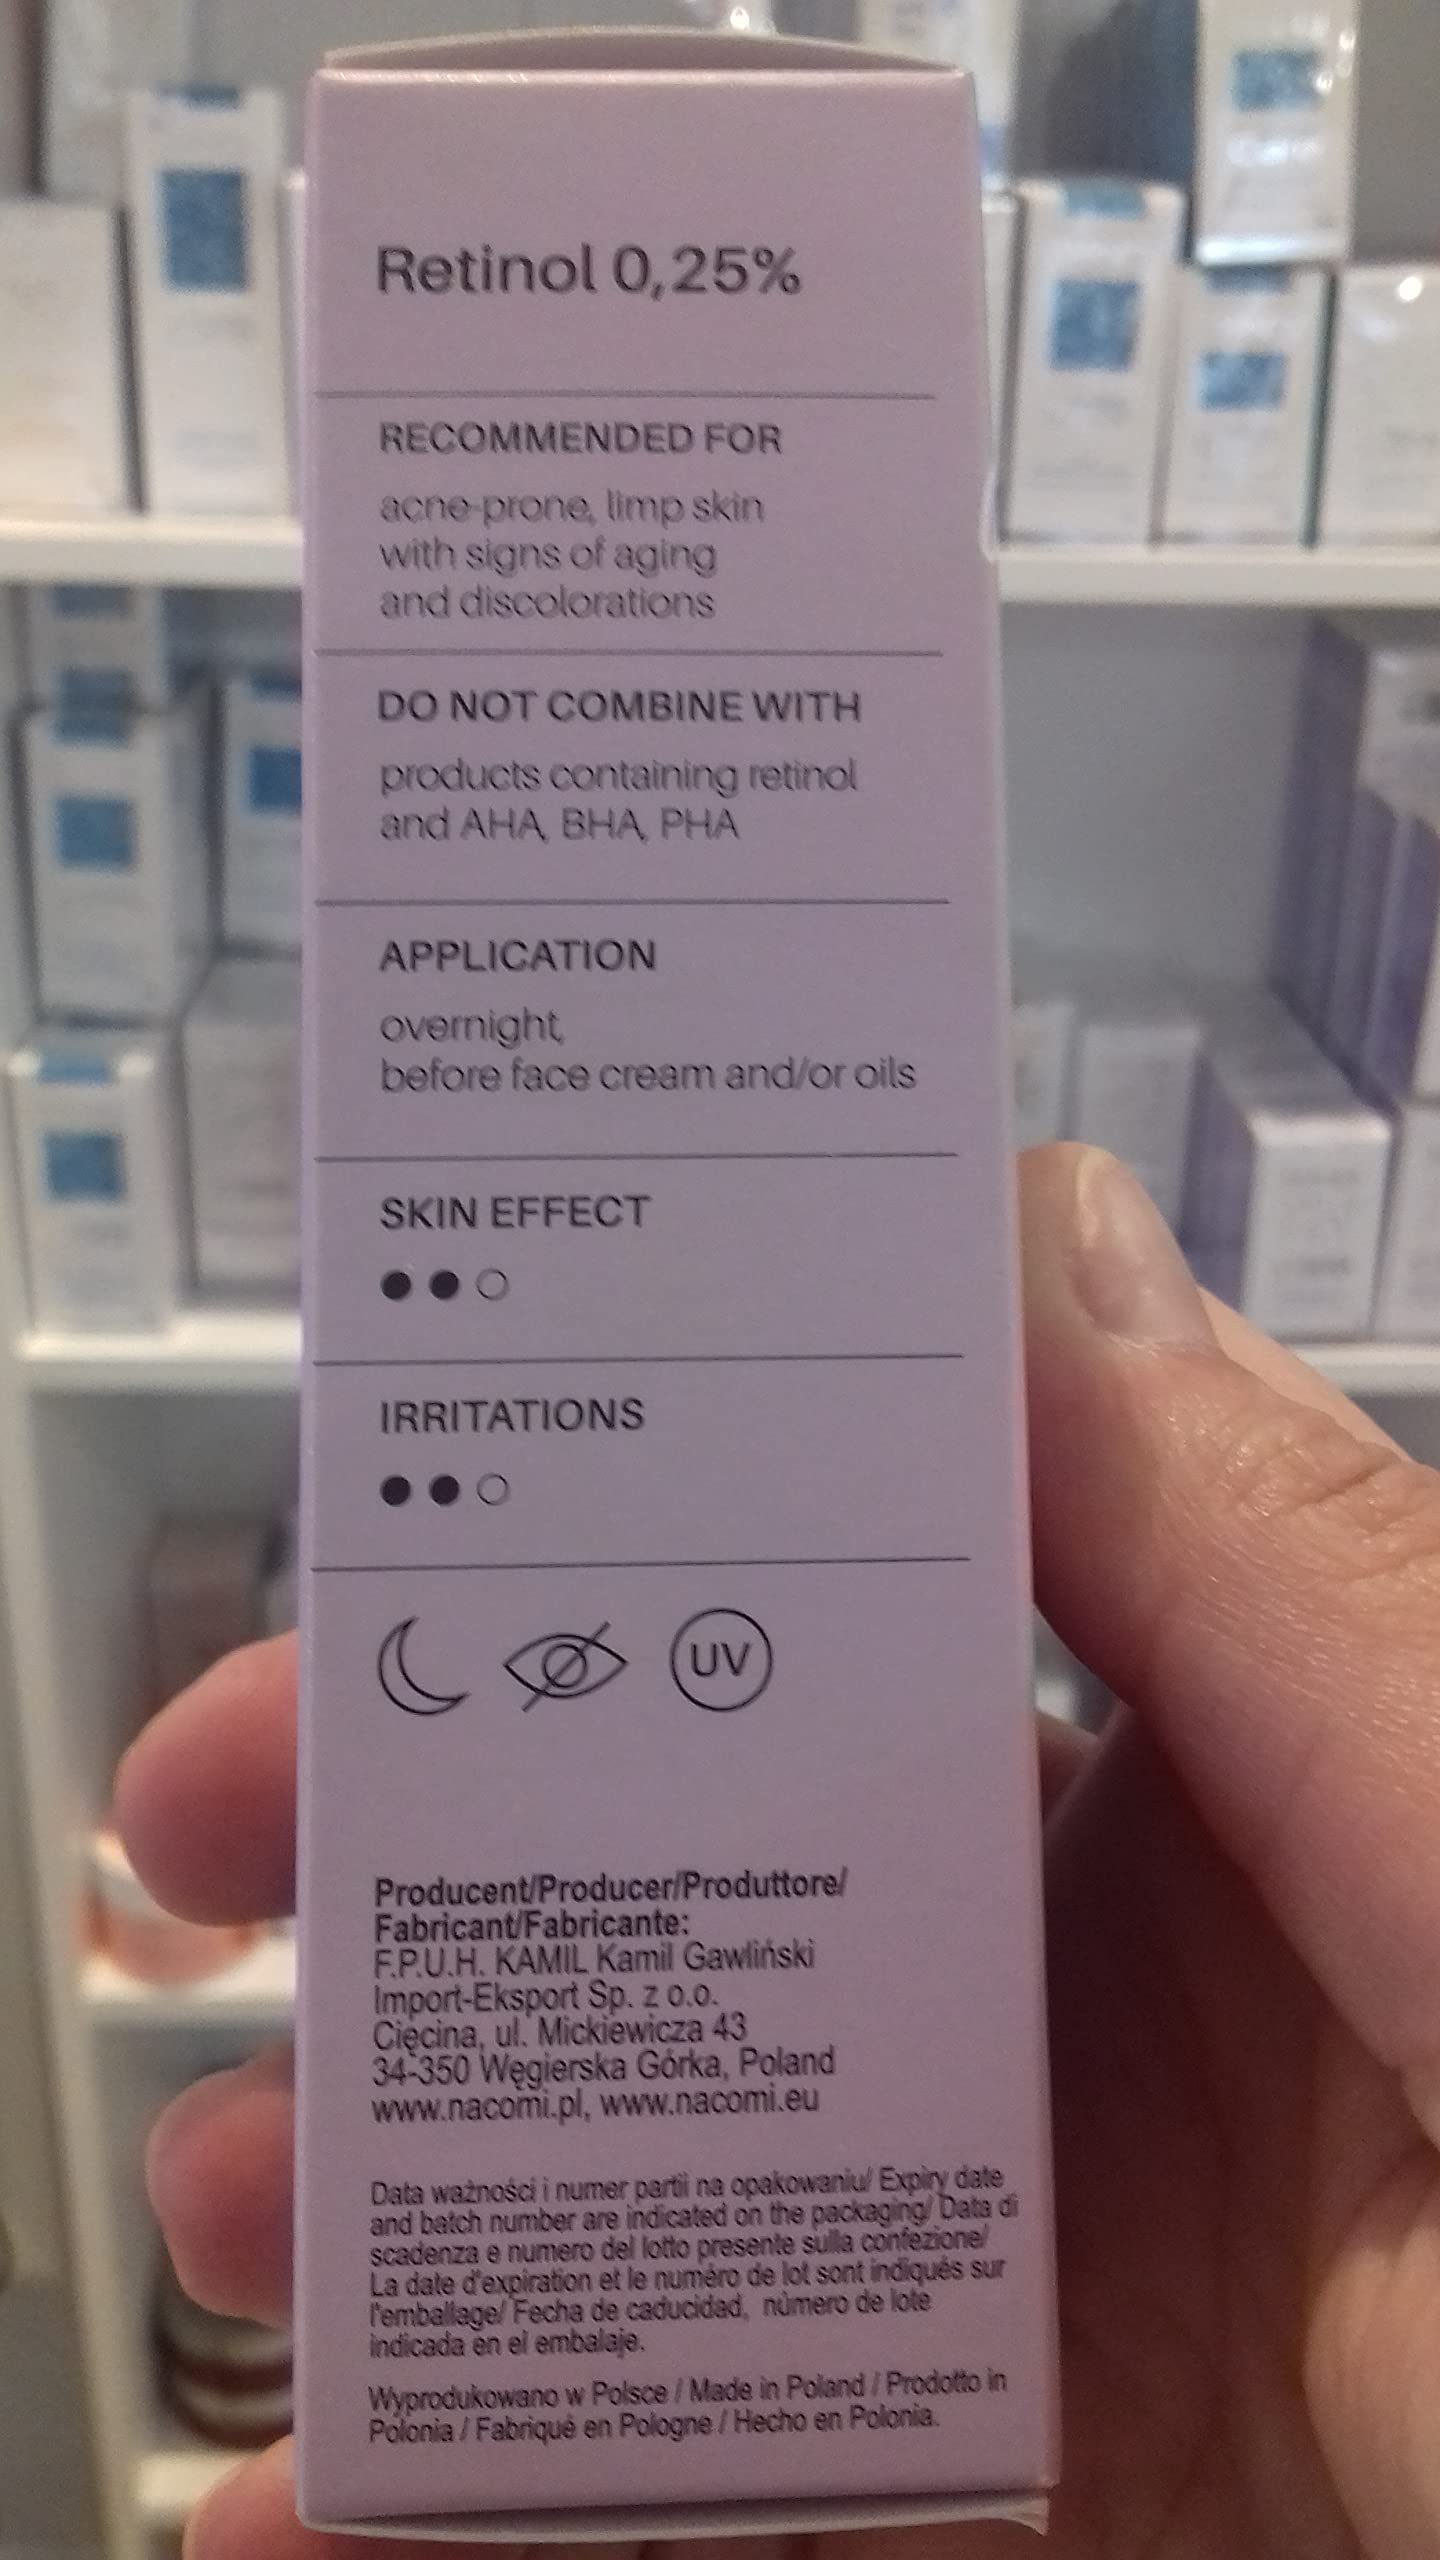 Retinol 0,25%
RECOMMENDED FOR
acne-prone, limp skin
with signs of aging
and discolorations
DO NOT COMBINE WITH
products containing retinol
and AHA, BHA, PHA
APPLICATION
overnight,
before face cream and/or oils
SKIN EFFECT
IRRITATIONS
UV
Producent/Producer/Produttore/
Fabricant/Fabricante:
F.P.U.H. KAMIL Kamil Gawliński
Import-Eksport Sp. z o.o.
Cięcina, ul. Mickiewicza 43
34-350 Węgierska Górka, Poland
www.nacomi.pl, www.nacomi.eu
Data ważności i numer partii na opakowaniu/ Expiry date
and batch number are indicated on the packaging/ Data di
scadenza e numero del lotto presente sulla confezione/
La date d'expiration et le numéro de lot sont indiqués sur
l'emballage/ Fecha de caducidad, número de lote
indicada en el embalaje.
Wyprodukowano w Polsce / Made in Poland / Prodotto in
Polonia / Fabriqué en Pologne / Hecho en Polonia.